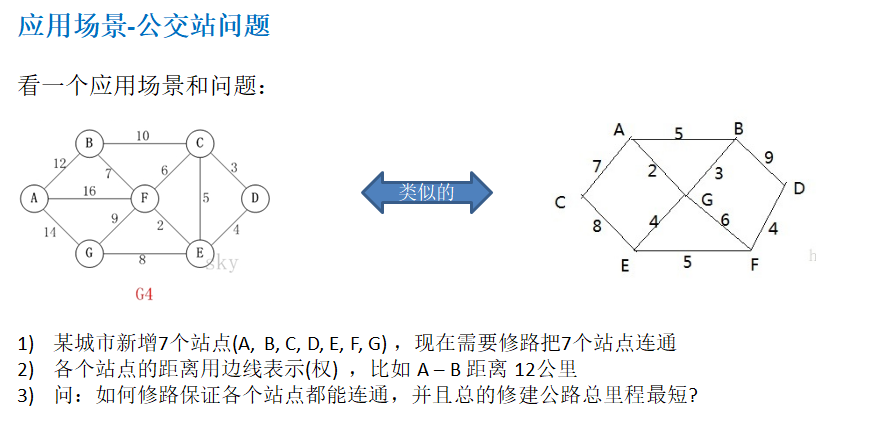 应用场景-公交站问题
看一个应用场景和问题：
B 10 C
12 7 6 3
A 16 F 5 D
14 9 2 4
G 8 E
sky
G4
类似的
A 5 B
7 2 3 9
C G D
8 4 6 4
E 5 F
h
1) 某城市新增7个站点(A, B, C, D, E, F, G) ，现在需要修路把7个站点连通
2) 各个站点的距离用边线表示(权) ，比如 A – B 距离 12公里
3) 问：如何修路保证各个站点都能连通，并且总的修建公路总里程最短?